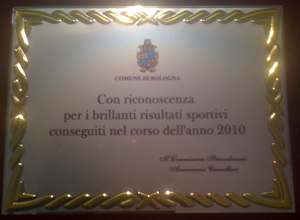 COMUNE DI BOLOGNA
Con riconoscenza
per i brillanti risultati sportivi
conseguiti nel corso dell'anno 2010
Il Commissario Straordinario
Annamaria Cancellieri